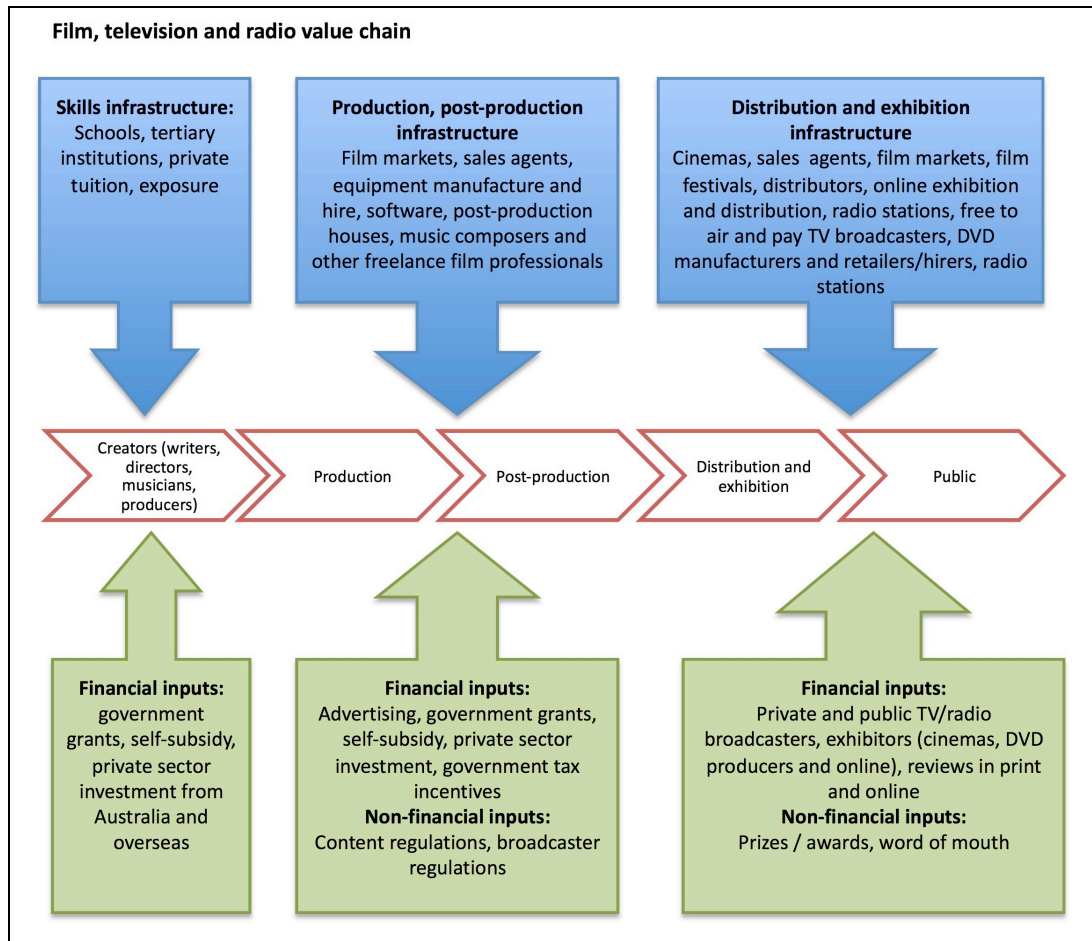 Film, television and radio value chain
Skills infrastructure:
Schools, tertiary
institutions, private
tuition, exposure
Production, post-production
infrastructure
Film markets, sales agents,
equipment manufacture and
hire, software, post-production
houses, music composers and
other freelance film professionals
Distribution and exhibition
infrastructure
Cinemas, sales agents, film markets, film
festivals, distributors, online exhibition
and distribution, radio stations, free to
air and pay TV broadcasters, DVD
manufacturers and retailers/hirers, radio
stations
Creators (writers,
directors,
musicians,
producers)
Production
Post-production
Distribution and
exhibition
Public
Financial inputs:
government
grants, self-subsidy,
private sector
investment from
Australia and
overseas
Financial inputs:
Advertising, government grants,
self-subsidy, private sector
investment, government tax
incentives
Non-financial inputs:
Content regulations, broadcaster
regulations
Financial inputs:
Private and public TV/radio
broadcasters, exhibitors (cinemas, DVD
producers and online), reviews in print
and online
Non-financial inputs:
Prizes / awards, word of mouth